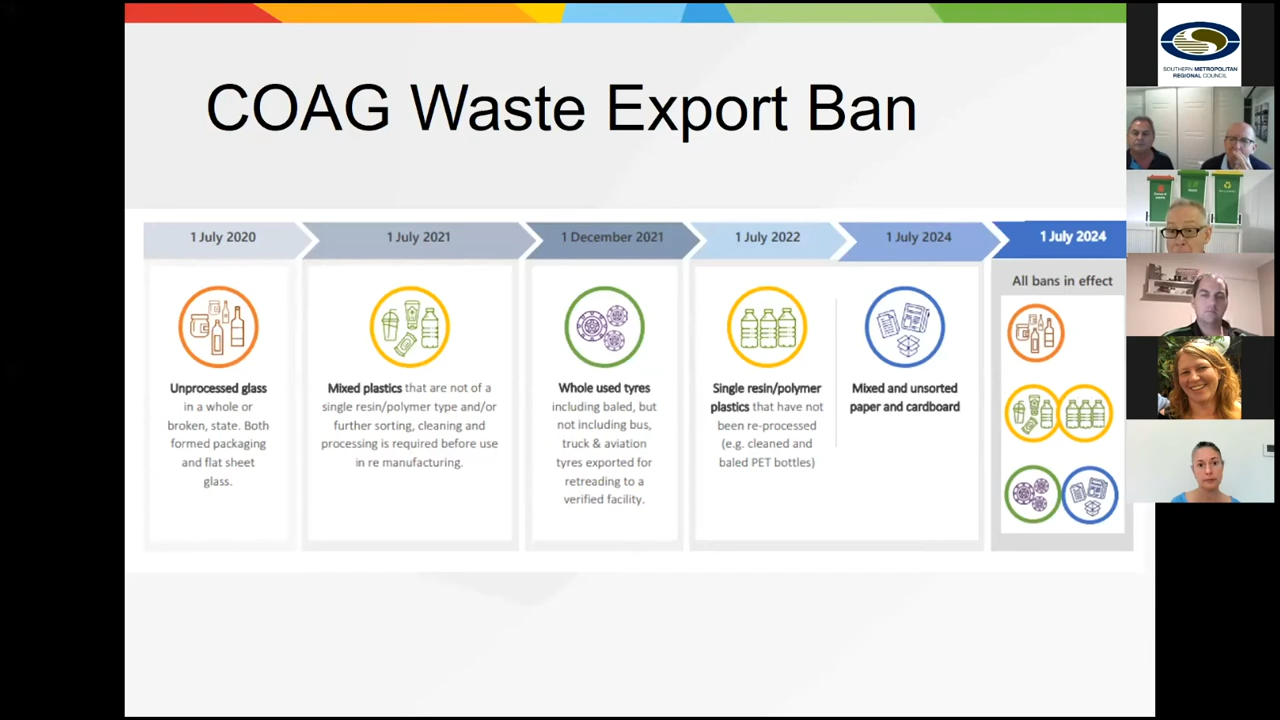 COAG Waste Export Ban
SOUTHERN METROPOLITAN
REGIONAL COUNCIL
1 July 2020
1 July 2021
1 December 2021
1 July 2022
1 July 2024
1 July 2024
Unprocessed glass
in a whole or
broken, state. Both
formed packaging
and flat sheet
glass.
Mixed plastics that are not of a
single resin/polymer type and/or
further sorting, cleaning and
processing is required before use
in re manufacturing.
Whole used tyres
including baled, but
not including bus,
truck & aviation
tyres exported for
retreading to a
verified facility.
Single resin/polymer
plastics that have not
been re-processed
(e.g. cleaned and
baled PET bottles)
Mixed and unsorted
paper and cardboard
All bans in effect